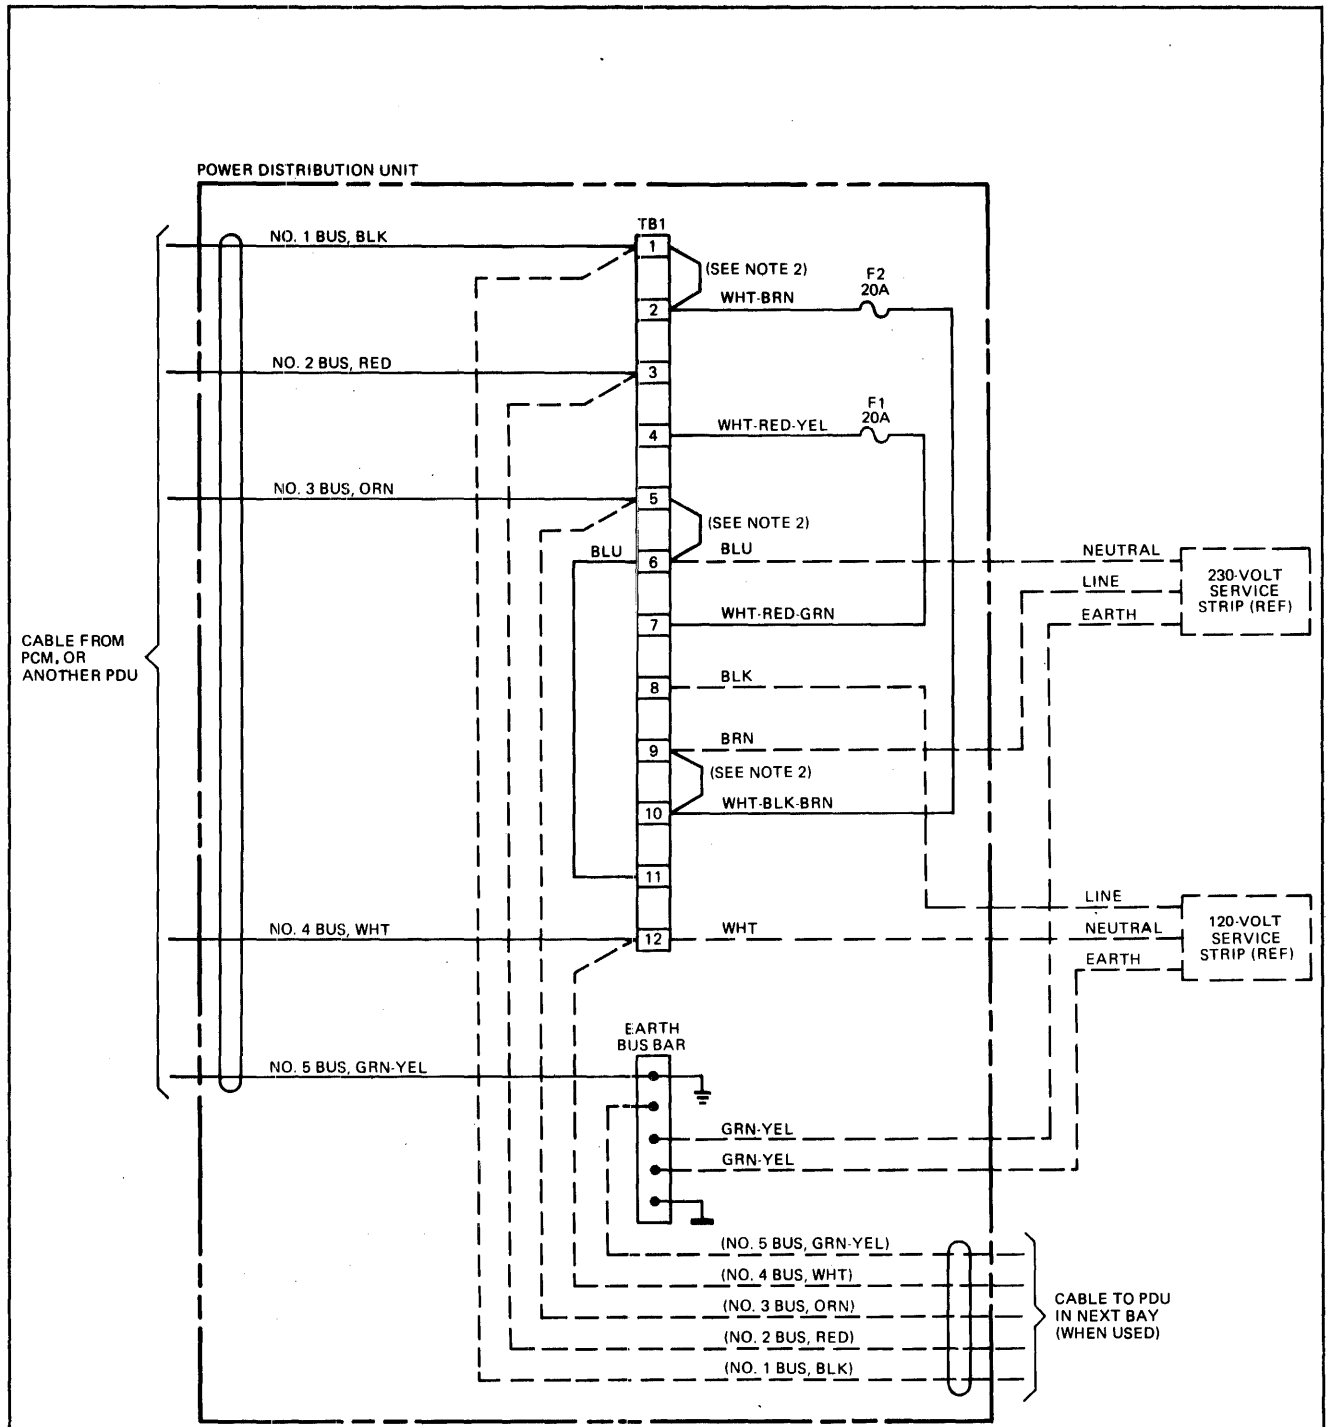 POWER DISTRIBUTION UNIT
TB1
NO. 1 BUS, BLK
1
(SEE NOTE 2)
F2
20A
WHT-BRN
2
NO. 2 BUS, RED
3
F1
20A
WHT-RED-YEL
4
NO. 3 BUS, ORN
5
(SEE NOTE 2)
BLU
6
BLU
NEUTRAL
LINE
EARTH
230-VOLT
SERVICE
STRIP (REF)
7
WHT-RED-GRN
CABLE FROM
PCM, OR
ANOTHER PDU
8
BLK
9
BRN
(SEE NOTE 2)
10
WHT-BLK-BRN
11
LINE
NEUTRAL
EARTH
120-VOLT
SERVICE
STRIP (REF)
NO. 4 BUS, WHT
12
WHT
EARTH
BUS BAR
NO. 5 BUS, GRN-YEL
GRN-YEL
GRN-YEL
(NO. 5 BUS, GRN-YEL)
(NO. 4 BUS, WHT)
(NO. 3 BUS, ORN)
(NO. 2 BUS, RED)
(NO. 1 BUS, BLK)
CABLE TO PDU
IN NEXT BAY
(WHEN USED)